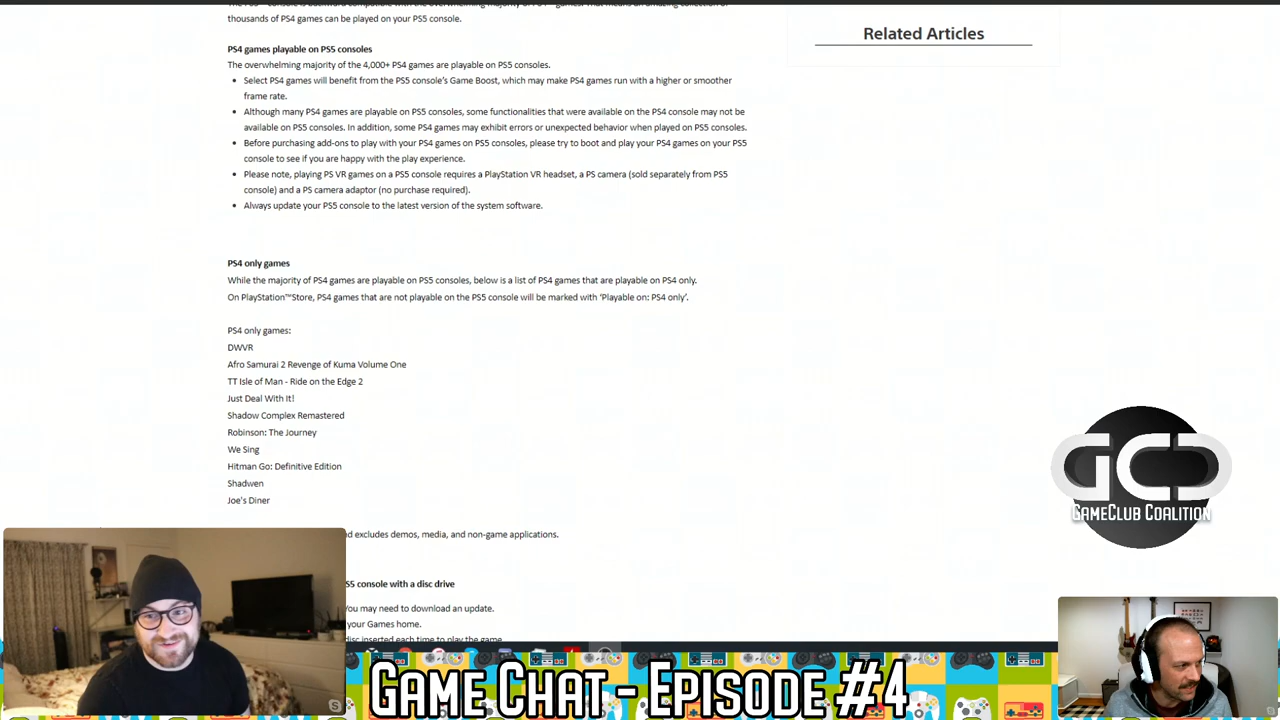 thousands of PS4 games can be played on your PS5 console.
Related Articles
PS4 games playable on PS5 consoles
The overwhelming majority of the 4,000+ PS4 games are playable on PS5 consoles.
• Select PS4 games will benefit from the PS5 console's Game Boost, which may make PS4 games run with a higher or smoother
frame rate.
• Although many PS4 games are playable on PS5 consoles, some functionalities that were available on the PS4 console may not be
available on PS5 consoles. In addition, some PS4 games may exhibit errors or unexpected behavior when played on PS5 consoles.
• Before purchasing add-ons to play with your PS4 games on PS5 consoles, please try to boot and play your PS4 games on your PS5
console to see if you are happy with the play experience.
• Please note, playing PS VR games on a PS5 console requires a PlayStation VR headset, a PS camera (sold separately from PS5
console) and a PS camera adaptor (no purchase required).
• Always update your PS5 console to the latest version of the system software.
PS4 only games
While the majority of PS4 games are playable on PS5 consoles, below is a list of PS4 games that are playable on PS4 only.
On PlayStation™Store, PS4 games that are not playable on the PS5 console will be marked with 'Playable on: PS4 only'.
PS4 only games:
DWVR
Afro Samurai 2 Revenge of Kuma Volume One
TT Isle of Man - Ride on the Edge 2
Just Deal With It!
Shadow Complex Remastered
Robinson: The Journey
We Sing
Hitman Go: Definitive Edition
Shadwen
Joe's Diner
d excludes demos, media, and non-game applications.
S5 console with a disc drive
You may need to download an update.
your Games home.
disc inserted each time to play the game
GCC
GameClub Coalition
Game Chat - Episode #4